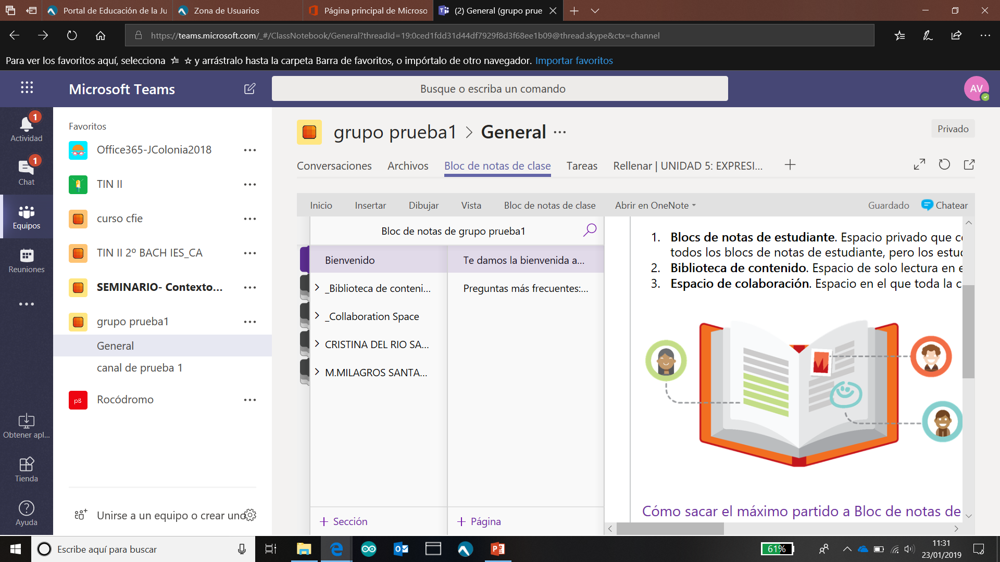 Portal de Educación de la Ju
Zona de Usuarios
Página principal de Microso
(2) General (grupo prue
https://teams.microsoft.com/_#/ClassNotebook/General?threadId=19:0ced1fdd31d44df7929f8d3f68ee1b09@thread.skype&ctx=channel
Para ver los favoritos aquí, selecciona y arrástralo hasta la carpeta Barra de favoritos, o impórtalo de otro navegador. Importar favoritos
Microsoft Teams
Busque o escriba un comando
AV
1
Actividad
1
Chat
Equipos
Reuniones
Obtener apl...
Tienda
Ayuda
Favoritos
Office365-JColonia2018
TIN II
curso cfie
TIN II 2º BACH IES_CA
SEMINARIO- Contexto...
grupo prueba1
General
canal de prueba 1
pB
Rocódromo
Unirse a un equipo o crear uno
grupo prueba1 > General ...
Privado
Conversaciones
Archivos
Bloc de notas de clase
Tareas
Rellenar | UNIDAD 5: EXPRESI...
Inicio
Insertar
Dibujar
Vista
Bloc de notas de clase
Abrir en OneNote
Guardado
Chatear
Bloc de notas de grupo prueba1
Bienvenido
_Biblioteca de conteni...
_Collaboration Space
CRISTINA DEL RIO SA...
M.MILAGROS SANTA...
+ Sección
Te damos la bienvenida a...
Preguntas más frecuentes:...
+ Página
1. Blocs de notas de estudiante. Espacio privado que c
todos los blocs de notas de estudiante, pero los estuc
2. Biblioteca de contenido. Espacio de solo lectura en e
3. Espacio de colaboración. Espacio en el que toda la c
Cómo sacar el máximo partido a Bloc de notas de
Escribe aquí para buscar
61%
11:31
23/01/2019